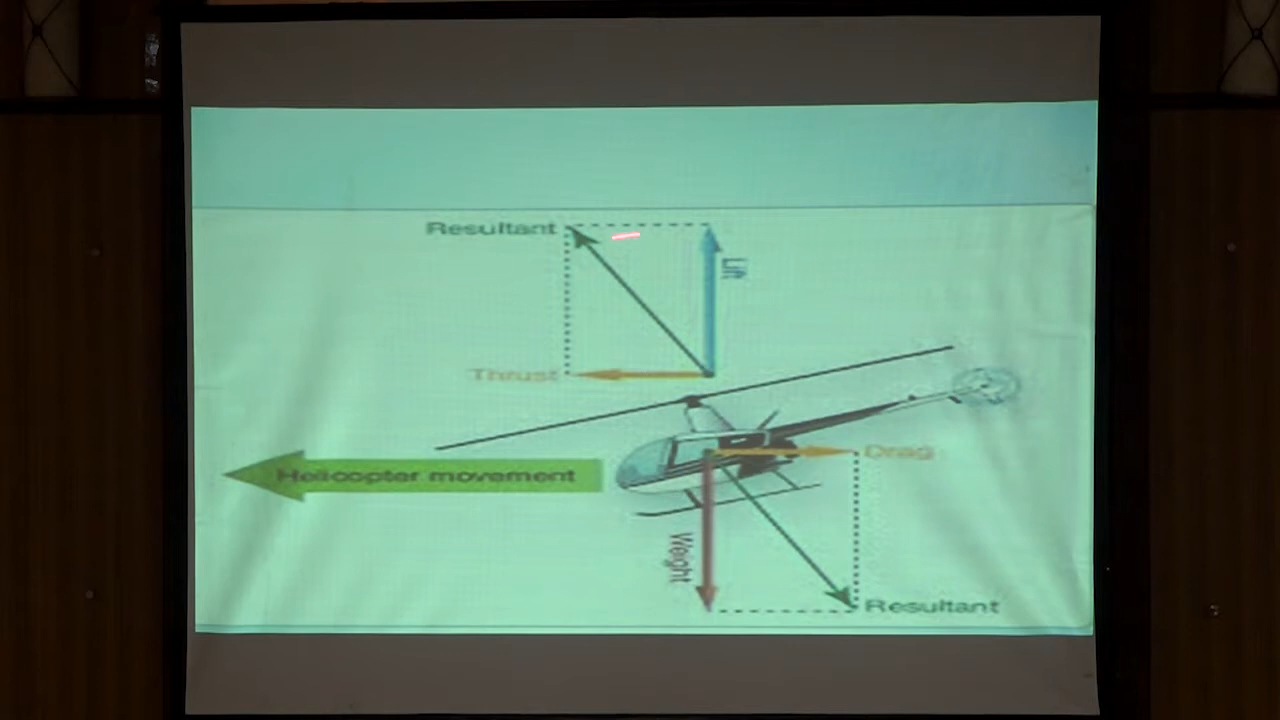 Resultant
Lift
Thrust
Drag
Helicopter movement
Weight
Resultant